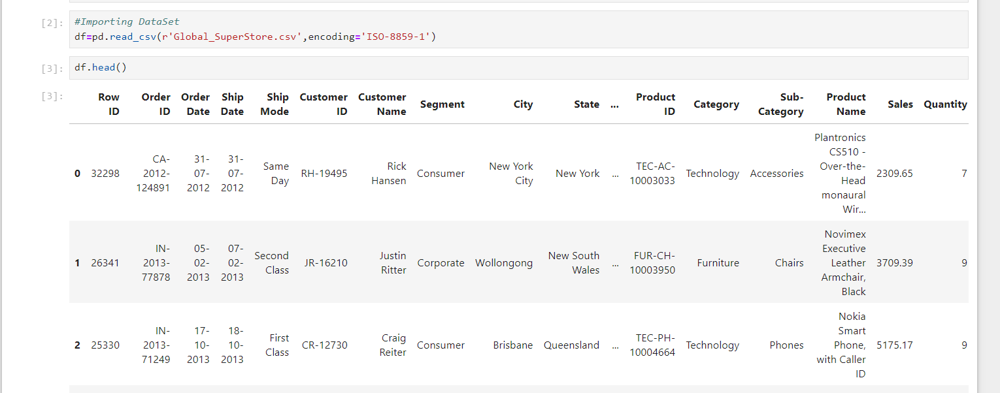 [2]: #Importing DataSet
df=pd.read_csv(r'Global_SuperStore.csv',encoding='ISO-8859-1')
[3]: df.head()
[3]:
Row ID Order ID Order Date Ship Date Ship Mode Customer ID Customer Name Segment City State ... Product ID Category Sub-Category Product Name Sales Quantity
0 32298 CA-2012-124891 31-07-2012 31-07-2012 Same Day RH-19495 Rick Hansen Consumer New York City New York ... TEC-AC-10003033 Technology Accessories Plantronics CS510 - Over-the-Head monaural Wir... 2309.65 7
1 26341 IN-2013-77878 05-02-2013 07-02-2013 Second Class JR-16210 Justin Ritter Corporate Wollongong New South Wales ... FUR-CH-10003950 Furniture Chairs Novimex Executive Leather Armchair, Black 3709.39 9
2 25330 IN-2013-71249 17-10-2013 18-10-2013 First Class CR-12730 Craig Reiter Consumer Brisbane Queensland ... TEC-PH-10004664 Technology Phones Nokia Smart Phone, with Caller ID 5175.17 9